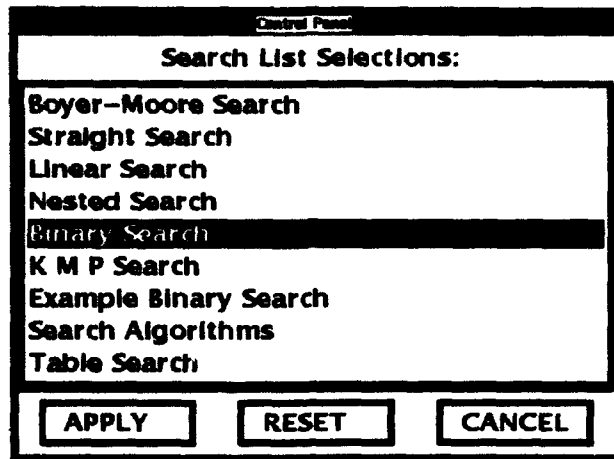 Control Panel
Search List Selections:
Boyer-Moore Search
Straight Search
Linear Search
Nested Search
Binary Search
K M P Search
Example Binary Search
Search Algorithms
Table Search
APPLY RESET CANCEL